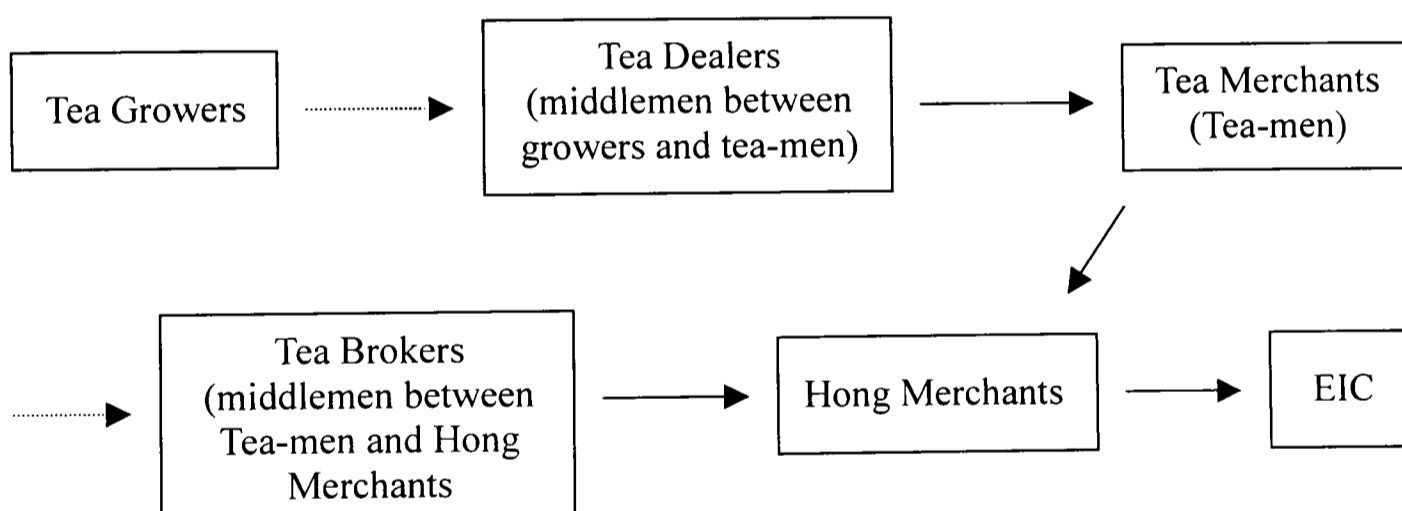 Tea Growers
Tea Dealers
(middlemen between
growers and tea-men)
Tea Merchants
(Tea-men)
Tea Brokers
(middlemen between
Tea-men and Hong
Merchants
Hong Merchants
EIC